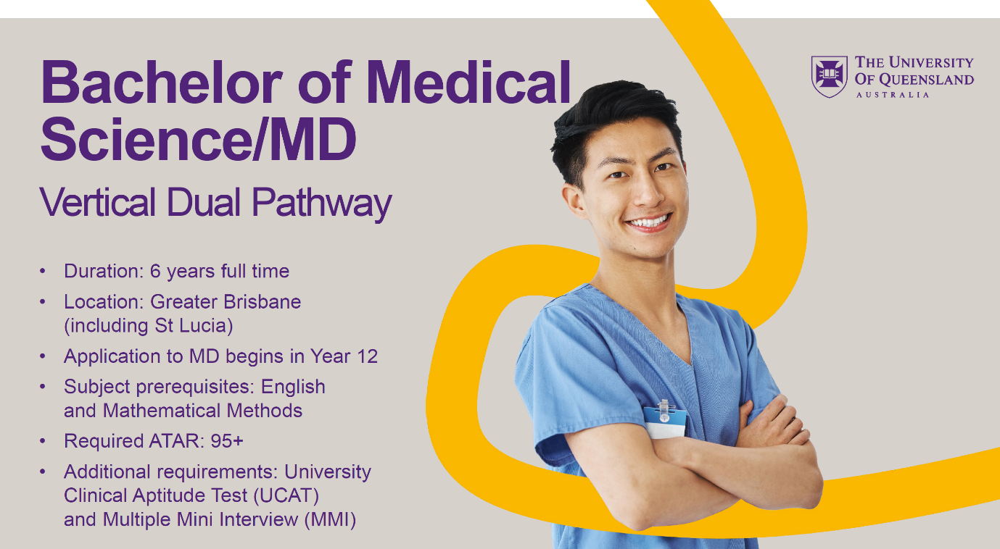 Bachelor of Medical
Science/MD
Vertical Dual Pathway
• Duration: 6 years full time
• Location: Greater Brisbane
(including St Lucia)
• Application to MD begins in Year 12
• Subject prerequisites: English
and Mathematical Methods
• Required ATAR: 95+
• Additional requirements: University
Clinical Aptitude Test (UCAT)
and Multiple Mini Interview (MMI)
THE UNIVERSITY
OF QUEENSLAND
AUSTRALIA